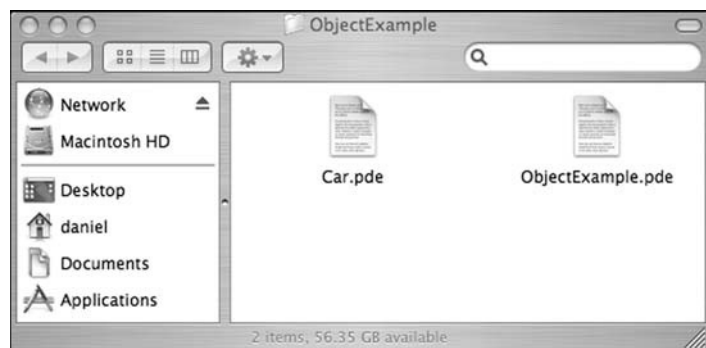 ObjectExample
Network
Macintosh HD
Desktop
daniel
Documents
Applications
Car.pde
ObjectExample.pde
2 items, 56.35 GB available